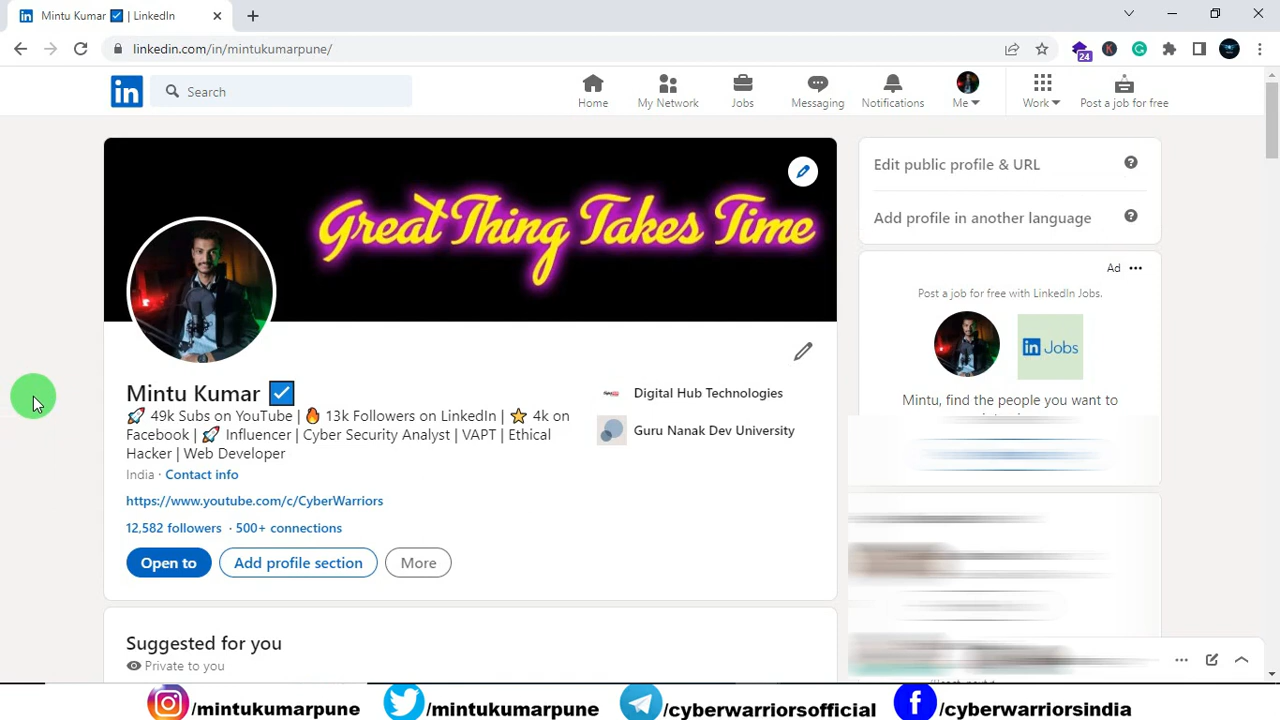 Mintu Kumar ☑️ | LinkedIn
linkedin.com/in/mintukumarpune/
24
K
in
Search
Home
My Network
Jobs
Messaging
Notifications
Me
Work
Post a job for free
Great Thing Takes Time
Edit public profile & URL
Add profile in another language
Ad
Post a job for free with LinkedIn Jobs.
in Jobs
Mintu, find the people you want to
Mintu Kumar ☑️
🚀 49k Subs on YouTube | 🔥 13k Followers on LinkedIn | ⭐ 4k on
Facebook | 🚀 Influencer | Cyber Security Analyst | VAPT | Ethical
Hacker | Web Developer
India · Contact info
https://www.youtube.com/c/CyberWarriors
12,582 followers · 500+ connections
Digital Hub Technologies
Guru Nanak Dev University
Open to
Add profile section
More
Suggested for you
Private to you
/mintukumarpune
/mintukumarpune
/cyberwarriorsofficial
/cyberwarriorsindia